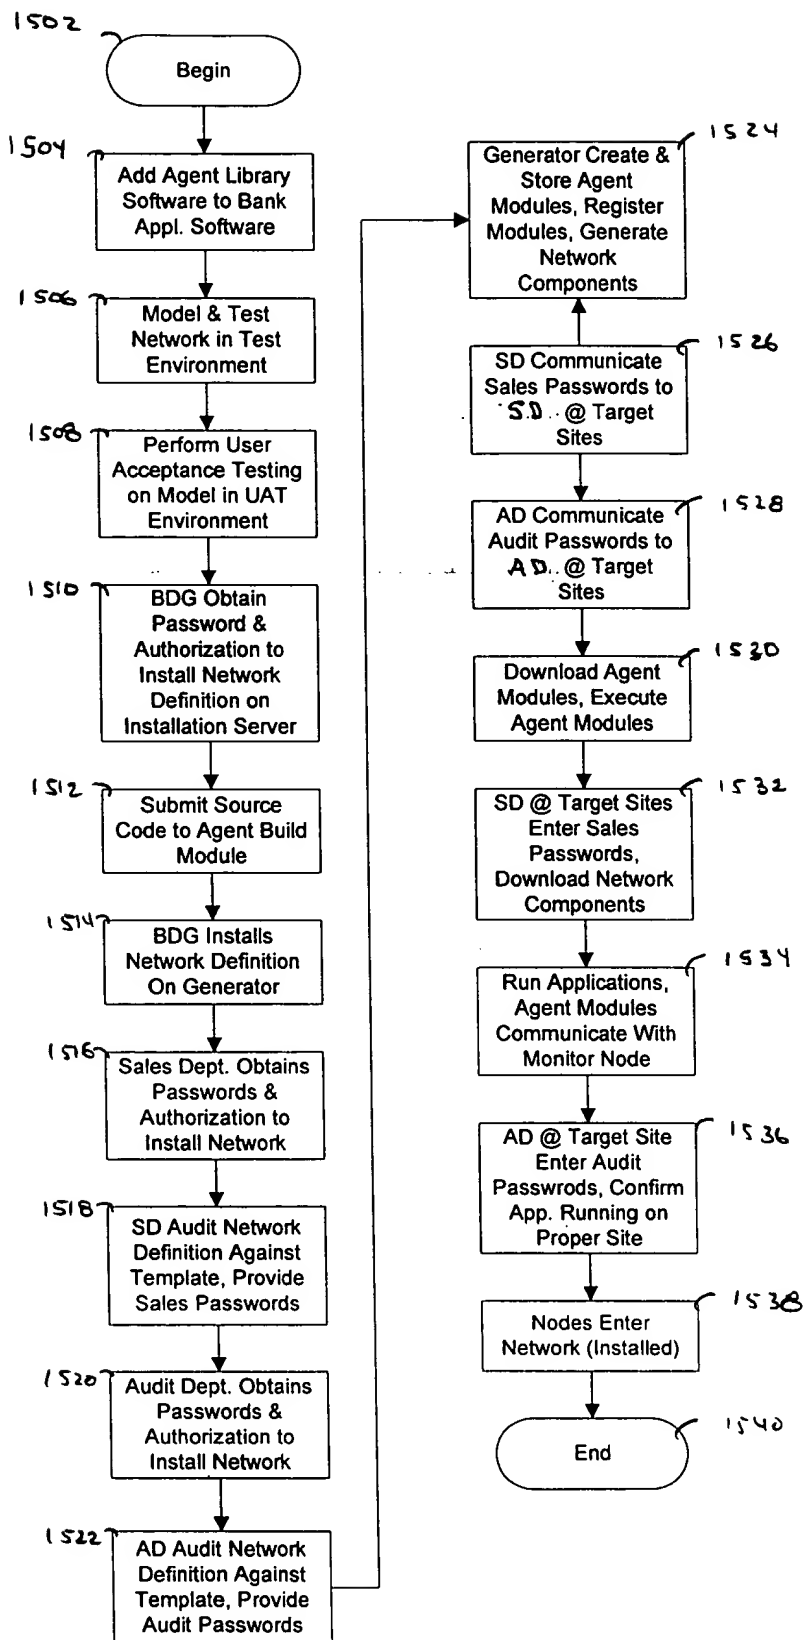 1502
Begin
1504
Add Agent Library
Software to Bank
Appl. Software
1506
Model & Test
Network in Test
Environment
1508
Perform User
Acceptance Testing
on Model in UAT
Environment
1510
BDG Obtain
Password &
Authorization to
Install Network
Definition on
Installation Server
1512
Submit Source
Code to Agent Build
Module
1514
BDG Installs
Network Definition
On Generator
1516
Sales Dept. Obtains
Passwords &
Authorization to
Install Network
1518
SD Audit Network
Definition Against
Template, Provide
Sales Passwords
1520
Audit Dept. Obtains
Passwords &
Authorization to
Install Network
1522
AD Audit Network
Definition Against
Template, Provide
Audit Passwords
1524
Generator Create &
Store Agent
Modules, Register
Modules, Generate
Network
Components
1526
SD Communicate
Sales Passwords to
S.D. @ Target
Sites
1528
AD Communicate
Audit Passwords to
A.D. @ Target
Sites
1530
Download Agent
Modules, Execute
Agent Modules
1532
SD @ Target Sites
Enter Sales
Passwords,
Download Network
Components
1534
Run Applications,
Agent Modules
Communicate With
Monitor Node
1536
AD @ Target Site
Enter Audit
Passwrods, Confirm
App. Running on
Proper Site
1538
Nodes Enter
Network (Installed)
1540
End